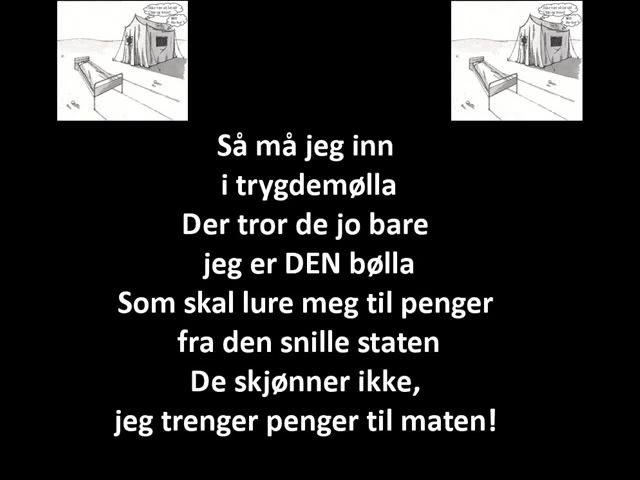 Så må jeg inn
i trygdemølla
Der tror de jo bare
jeg er DEN bølla
Som skal lure meg til penger
fra den snille staten
De skjønner ikke,
jeg trenger penger til maten!